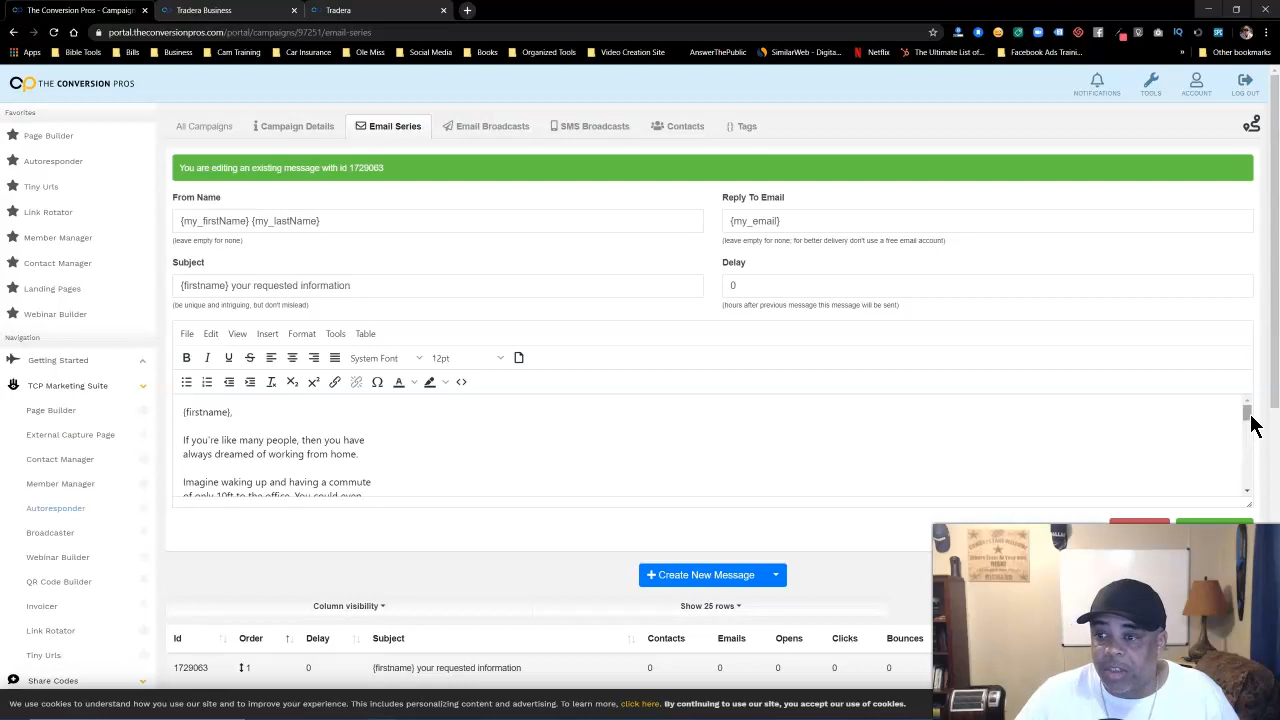 The Conversion Pros - Campaign
Tradera Business
Tradera
portal.theconversionpros.com/portal/campaigns/97251/email-series
Apps
Bible Tools
Bills
Business
Cam Training
Car Insurance
Ole Miss
Social Media
Books
Organized Tools
Video Creation Site
AnswerThePublic
SimilarWeb - Digita...
Netflix
The Ultimate List of...
Facebook Ads Traini...
Other bookmarks
THE CONVERSION PROS
NOTIFICATIONS
TOOLS
ACCOUNT
LOG OUT
Favorites
Page Builder
Autoresponder
Tiny Urls
Link Rotator
Member Manager
Contact Manager
Landing Pages
Webinar Builder
Navigation
Getting Started
TCP Marketing Suite
Page Builder
External Capture Page
Contact Manager
Member Manager
Autoresponder
Broadcaster
Webinar Builder
QR Code Builder
Invoicer
Link Rotator
Tiny Urls
Share Codes
All Campaigns
Campaign Details
Email Series
Email Broadcasts
SMS Broadcasts
Contacts
{} Tags
You are editing an existing message with id 1729063
From Name
{my_firstName} {my_lastName}
(leave empty for none)
Reply To Email
{my_email}
(leave empty for none; for better delivery don't use a free email account)
Subject
{firstname} your requested information
(be unique and intriguing, but don't mislead)
Delay
0
(hours after previous message this message will be sent)
File Edit View Insert Format Tools Table
B I U S
System Font
12pt
{firstname},
If you're like many people, then you have
always dreamed of working from home.
Imagine waking up and having a commute
of only 10ft to the office. You could even
+ Create New Message
Column visibility
Show 25 rows
Id Order Delay Subject Contacts Emails Opens Clicks Bounces
1729063 1 0 {firstname} your requested information 0 0 0 0 0
We use cookies to understand how you use our site and to improve your experience. This includes personalizing content and advertising. To learn more, click here. By continuing to use our site, you accept our use of cookies.